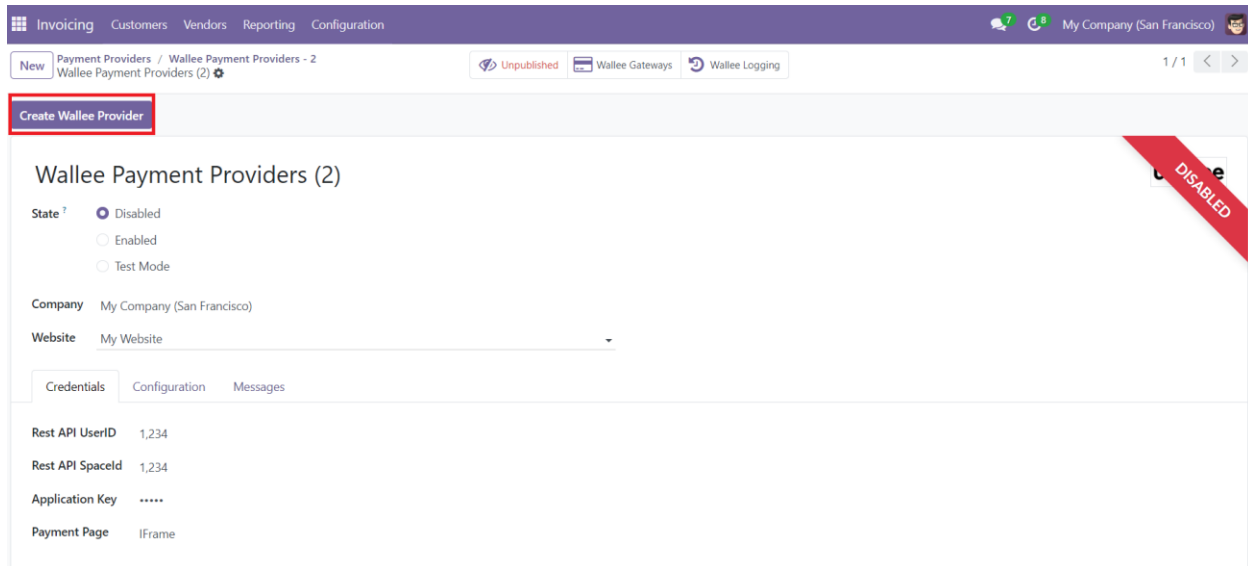 Invoicing Customers Vendors Reporting Configuration 7 8 My Company (San Francisco)
New Payment Providers / Wallee Payment Providers - 2
Wallee Payment Providers (2)
Unpublished Wallee Gateways Wallee Logging 1 / 1
Create Wallee Provider
Wallee Payment Providers (2)
DISABLED
State ? Disabled
Enabled
Test Mode
Company My Company (San Francisco)
Website My Website
Credentials Configuration Messages
Rest API UserID 1,234
Rest API SpaceId 1,234
Application Key •••••
Payment Page IFrame